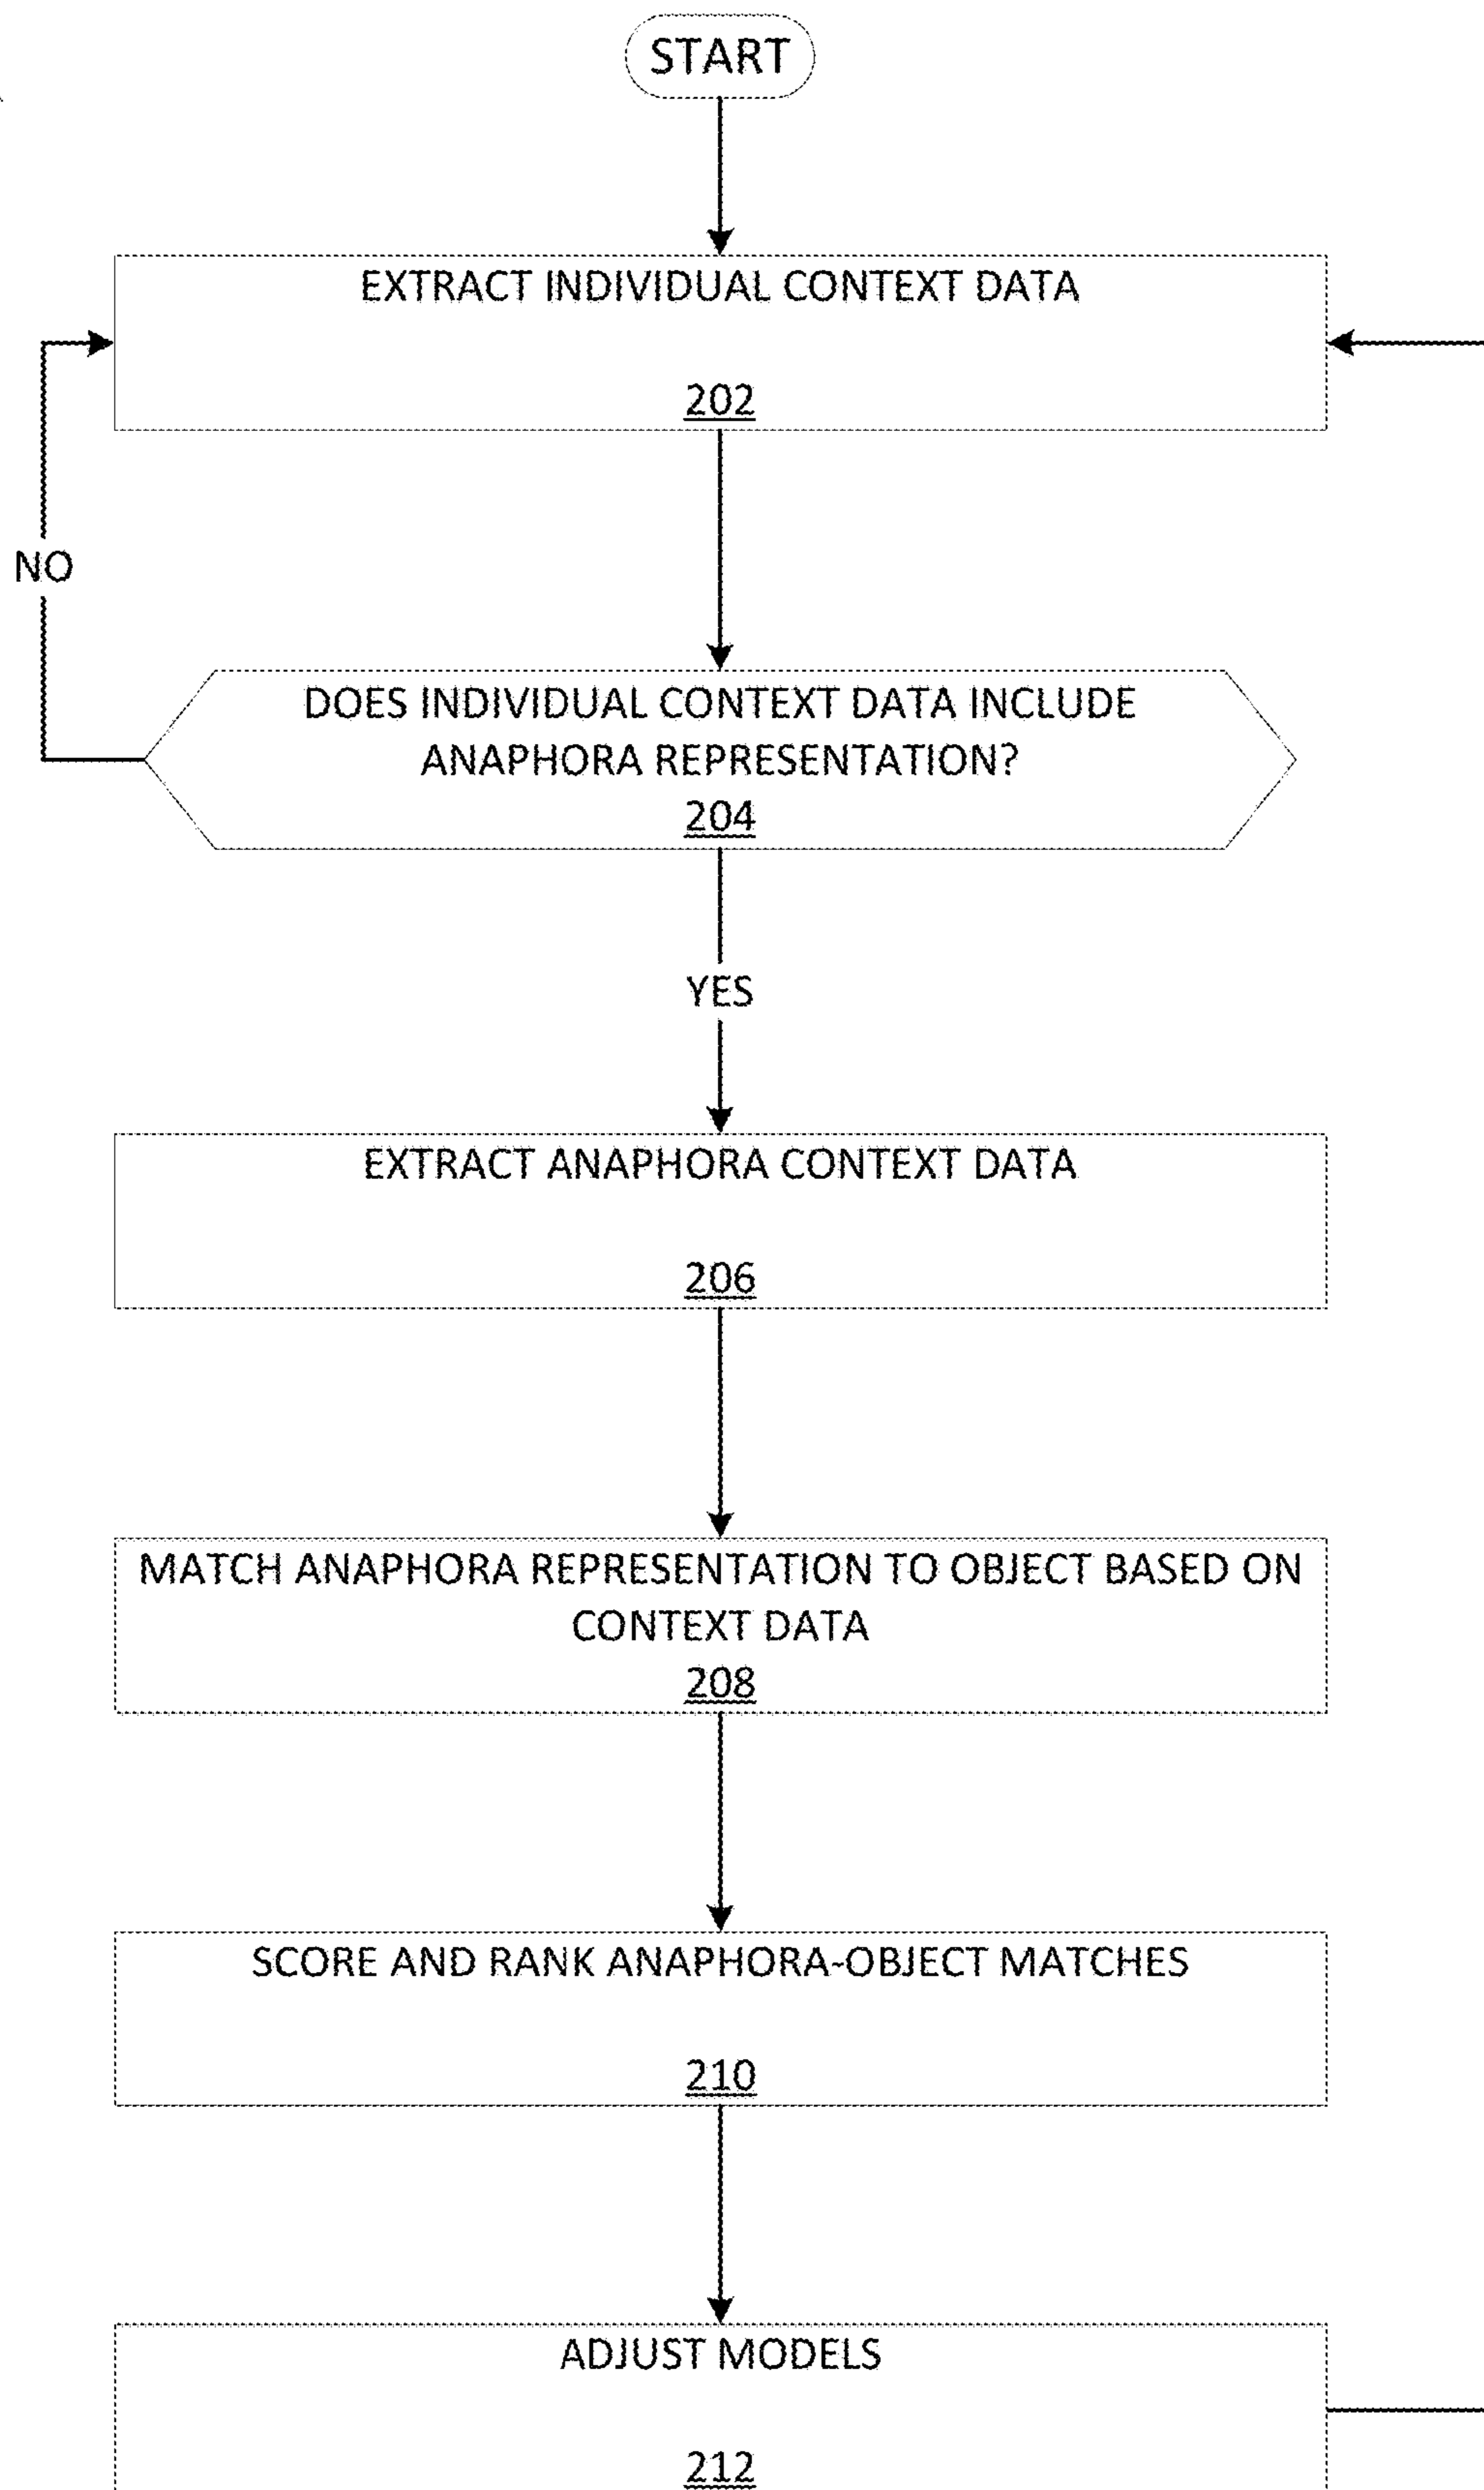 START
EXTRACT INDIVIDUAL CONTEXT DATA
202
NO
DOES INDIVIDUAL CONTEXT DATA INCLUDE
ANAPHORA REPRESENTATION?
204
YES
EXTRACT ANAPHORA CONTEXT DATA
206
MATCH ANAPHORA REPRESENTATION TO OBJECT BASED ON
CONTEXT DATA
208
SCORE AND RANK ANAPHORA-OBJECT MATCHES
210
ADJUST MODELS
212